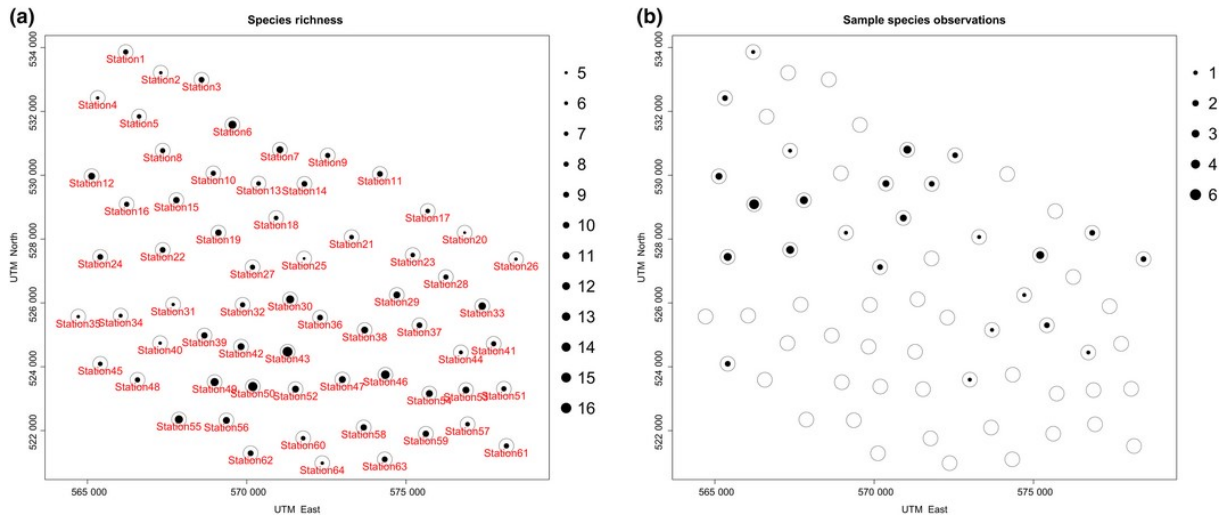 (a)
Species richness
534 000
532 000
530 000
528 000
526 000
524 000
522 000
UTM North
Station1
Station2
Station3
Station4
Station5
Station6
Station7
Station8
Station9
Station10
Station11
Station12
Station13
Station14
Station15
Station16
Station17
Station18
Station19
Station20
Station21
Station22
Station23
Station24
Station25
Station26
Station27
Station28
Station29
Station30
Station31
Station32
Station33
Station34
Station35
Station36
Station37
Station38
Station39
Station40
Station41
Station42
Station43
Station44
Station45
Station46
Station47
Station48
Station49
Station50
Station51
Station52
Station53
Station54
Station55
Station56
Station57
Station58
Station59
Station60
Station61
Station62
Station63
Station64
565 000
570 000
575 000
UTM East
5
6
7
8
9
10
11
12
13
14
15
16
(b)
Sample species observations
534 000
532 000
530 000
528 000
526 000
524 000
522 000
UTM North
565 000
570 000
575 000
UTM East
1
2
3
4
6